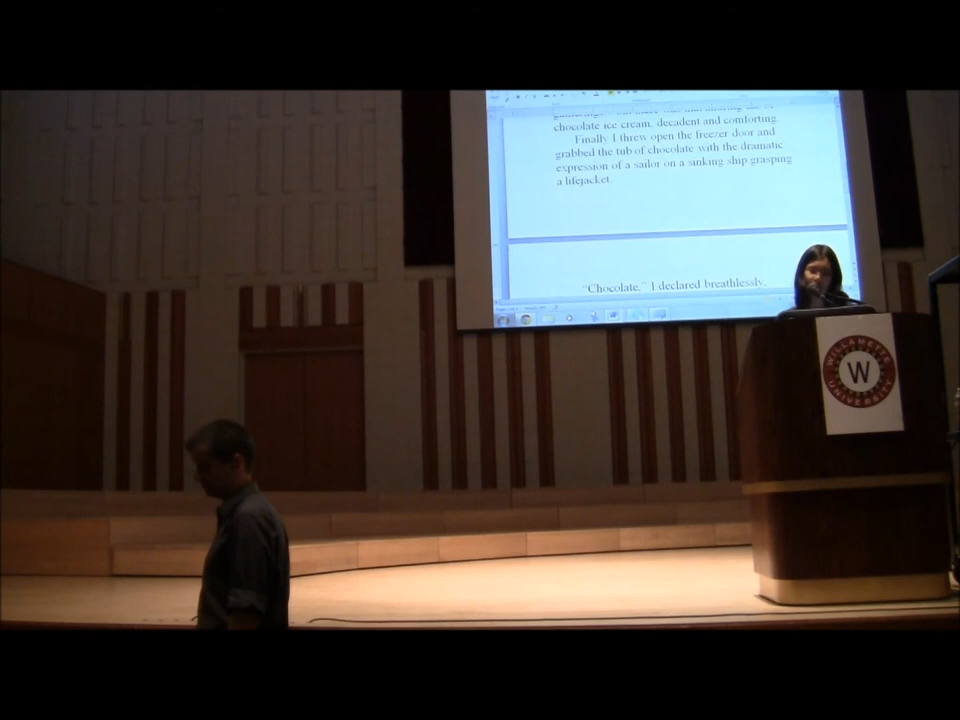 chocolate ice cream, decadent and comforting.
Finally I threw open the freezer door and
grabbed the tub of chocolate with the dramatic
expression of a sailor on a sinking ship grasping
a lifejacket.
"Chocolate," I declared breathlessly.
WILLAMETTE
W
UNIVERSITY